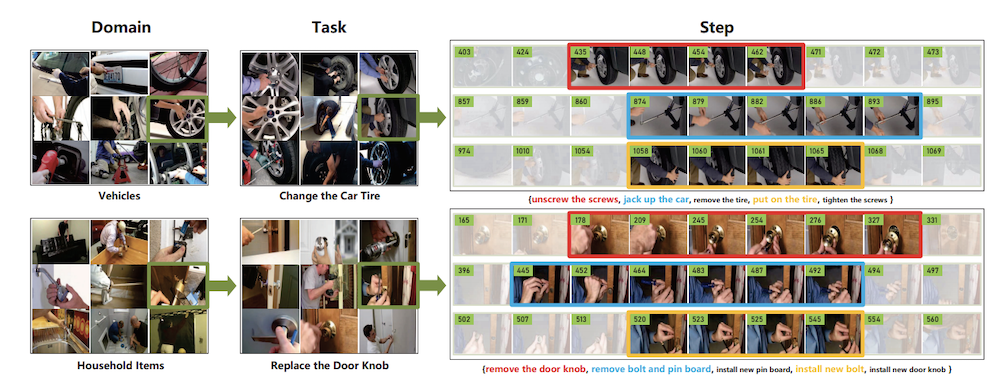 Domain
Task
Step
403 424 435 448 454 462 471 472 473
857 859 860 874 879 882 886 893 895
974 1010 1054 1058 1060 1061 1065 1068 1069
Vehicles
Change the Car Tire
{unscrew the screws, jack up the car, remove the tire, put on the tire, tighten the screws }
165 171 178 209 245 254 276 327 331
396 445 452 464 483 487 492 494 497
502 507 513 520 523 525 545 554 560
Household Items
Replace the Door Knob
{remove the door knob, remove bolt and pin board, install new pin board, install new bolt, install new door knob }